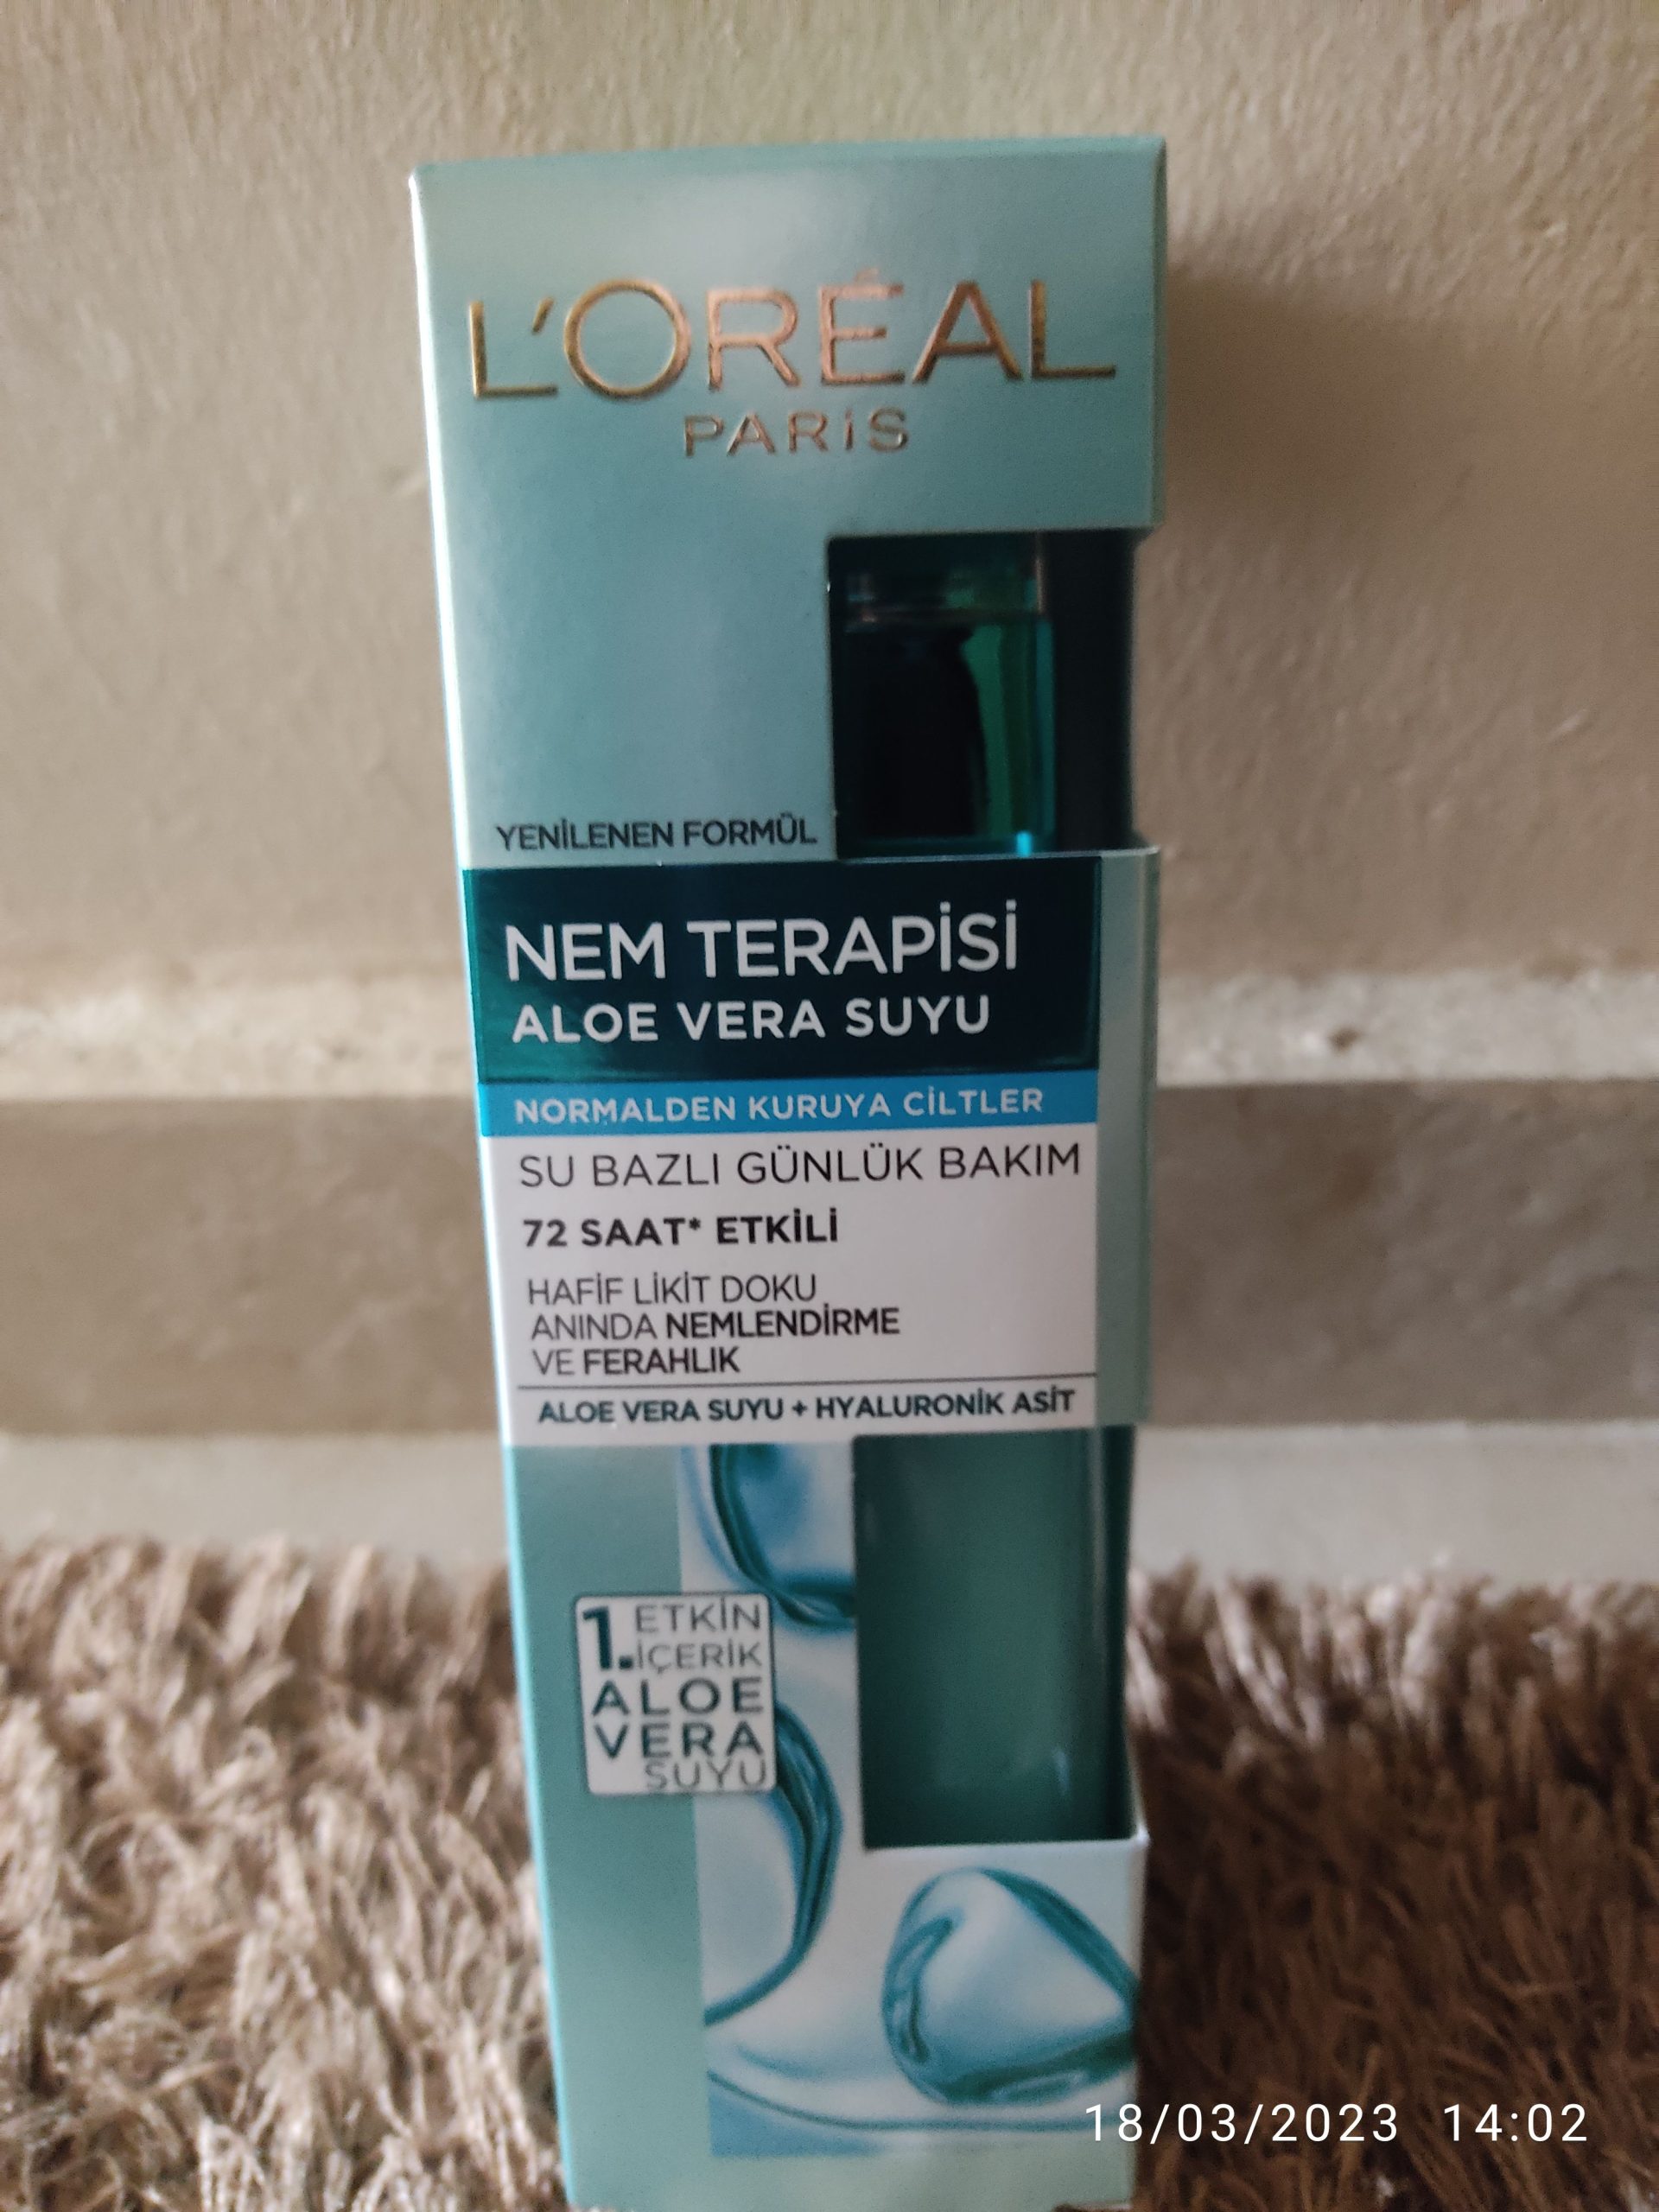 L'ORÉAL
PARİS
YENİLENEN FORMÜL
NEM TERAPİSİ
ALOE VERA SUYU
NORMALDEN KURUYA CİLTLER
SU BAZLI GÜNLÜK BAKIM
72 SAAT* ETKİLİ
HAFİF LİKİT DOKU
ANINDA NEMLENDİRME
VE FERAHLIK
ALOE VERA SUYU + HYALURONİK ASİT
1. ETKİN
İÇERİK
ALOE
VERA
SUYU
18/03/2023 14:02